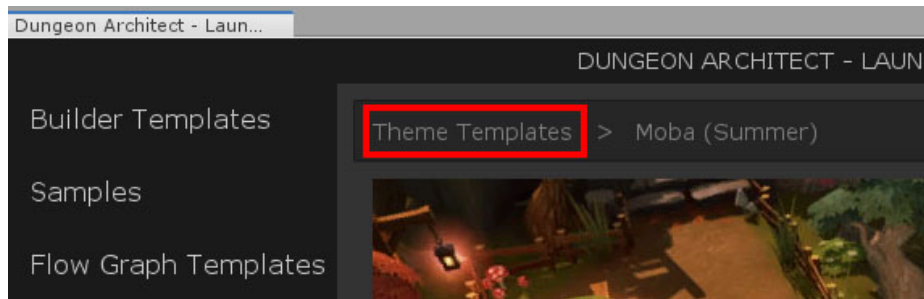 Dungeon Architect - Laun...
DUNGEON ARCHITECT - LAUN
Builder Templates
Theme Templates > Moba (Summer)
Samples
Flow Graph Templates